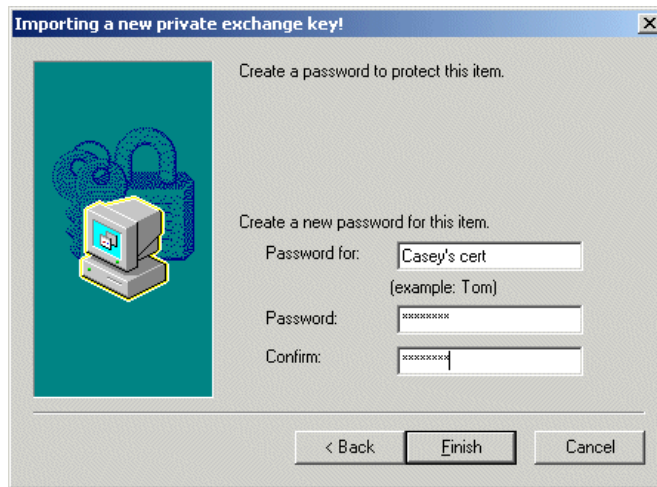 Importing a new private exchange key!
Create a password to protect this item.
Create a new password for this item.
Password for: Casey's cert
(example: Tom)
Password: ********
Confirm: ********
< Back Finish Cancel